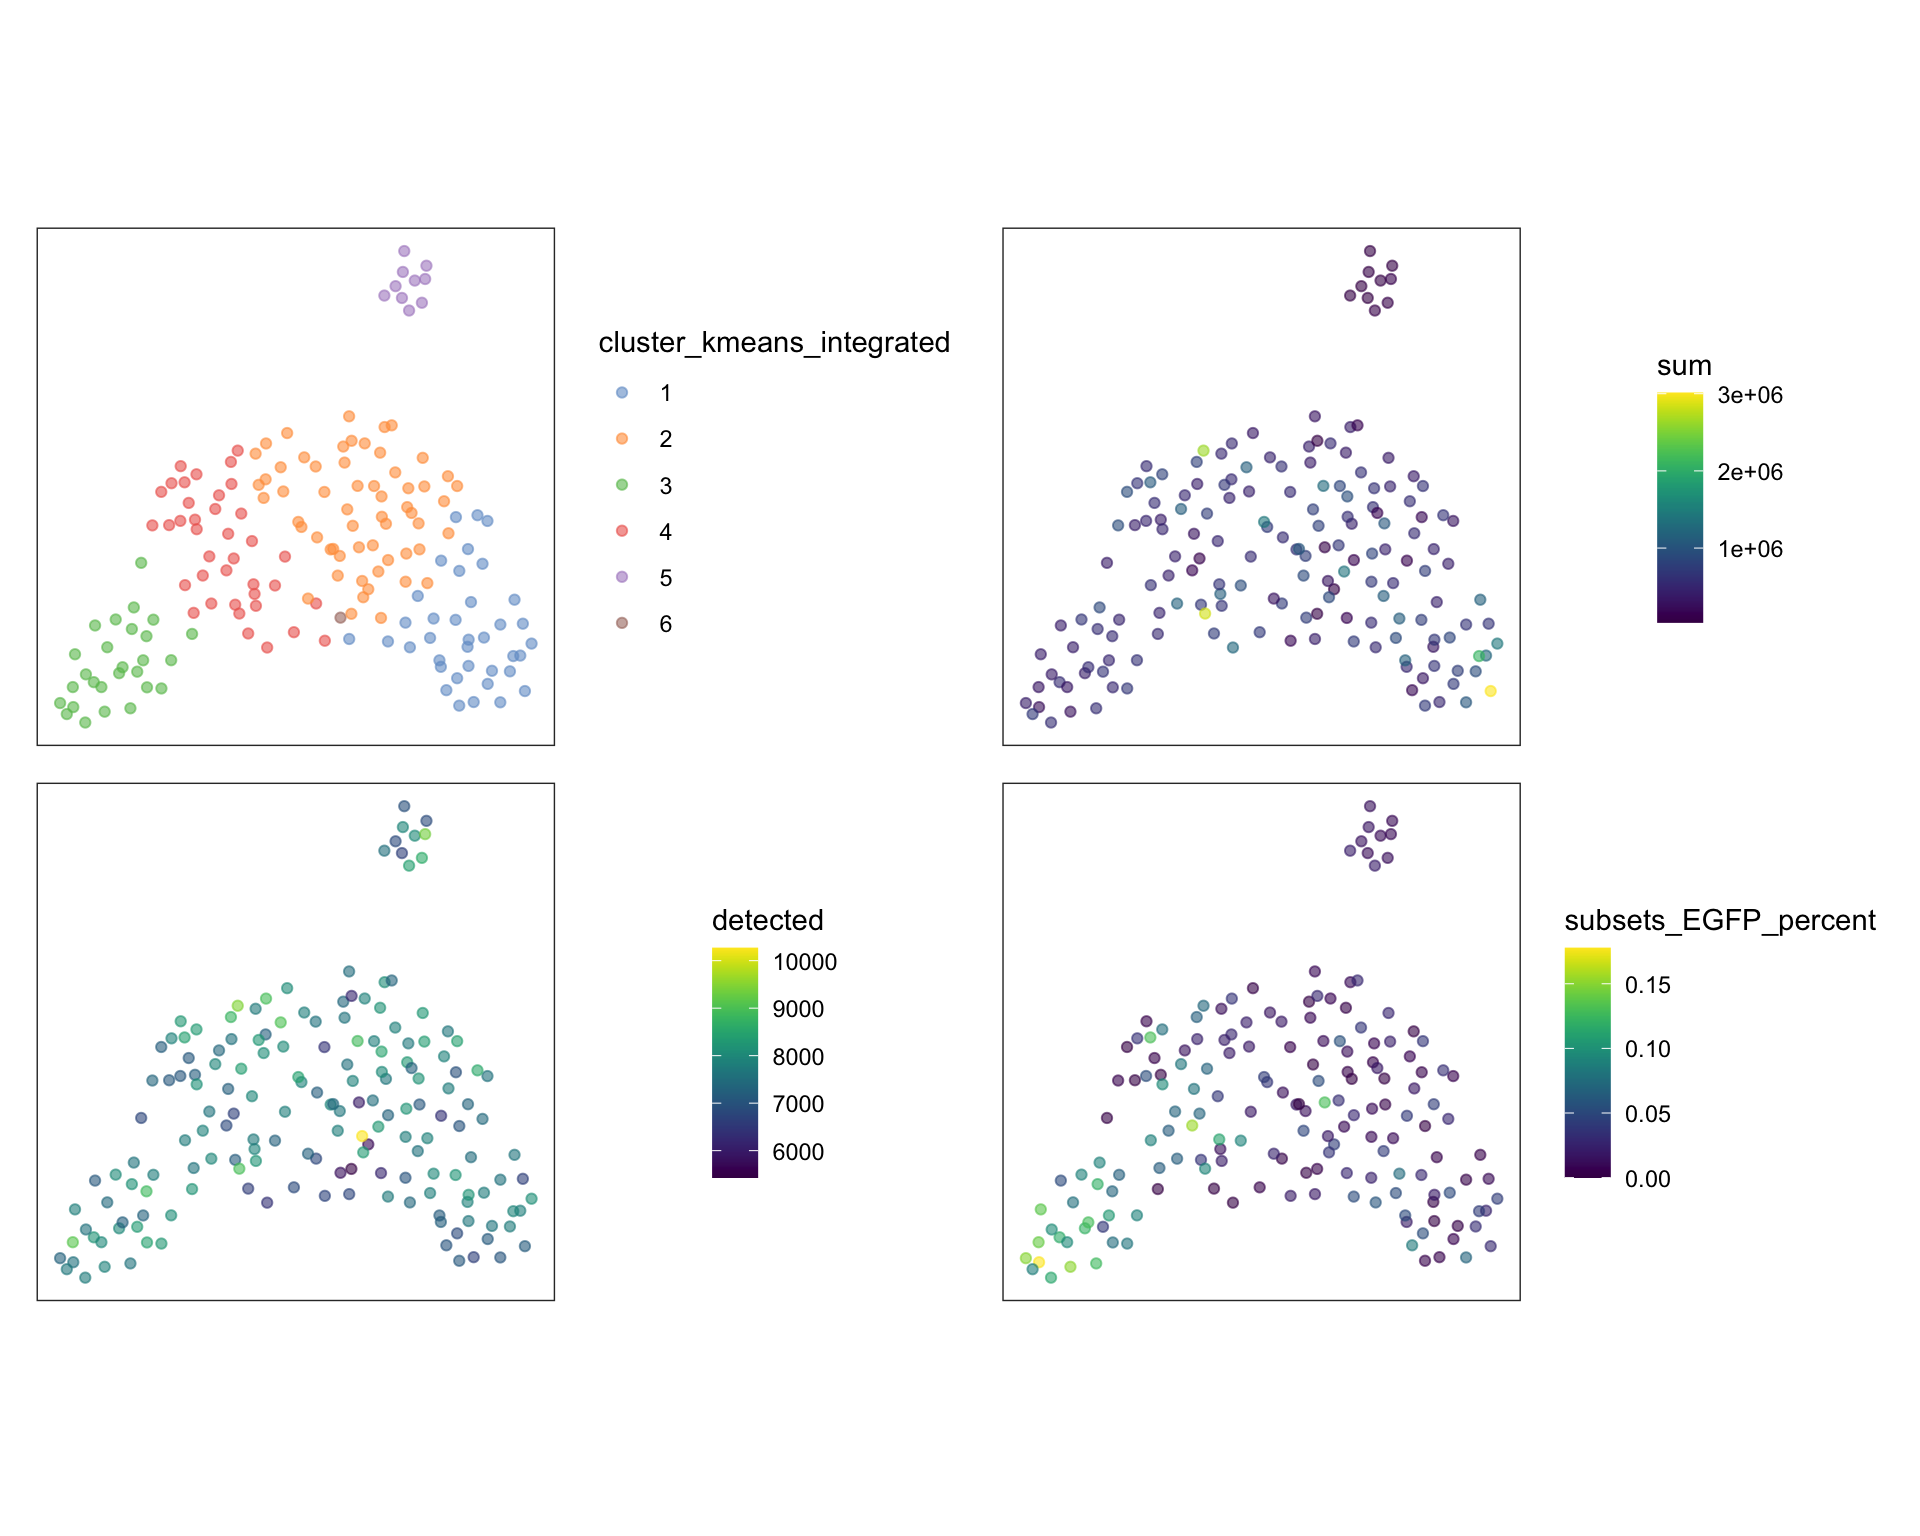 cluster_kmeans_integrated
1
2
3
4
5
6
sum
3e+06
2e+06
1e+06
detected
10000
9000
8000
7000
6000
subsets_EGFP_percent
0.15
0.10
0.05
0.00